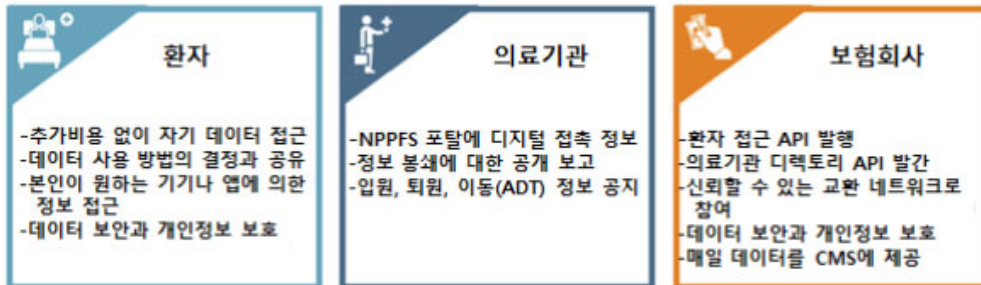 환자
-추가비용 없이 자기 데이터 접근
-데이터 사용 방법의 결정과 공유
-본인이 원하는 기기나 앱에 의한
정보 접근
-데이터 보안과 개인정보 보호
의료기관
-NPPFS 포탈에 디지털 접촉 정보
-정보 봉쇄에 대한 공개 보고
-입원, 퇴원, 이동(ADT) 정보 공지
보험회사
-환자 접근 API 발행
-의료기관 디렉토리 API 발간
-신뢰할 수 있는 교환 네트워크로
참여
-데이터 보안과 개인정보 보호
-매일 데이터를 CMS에 제공